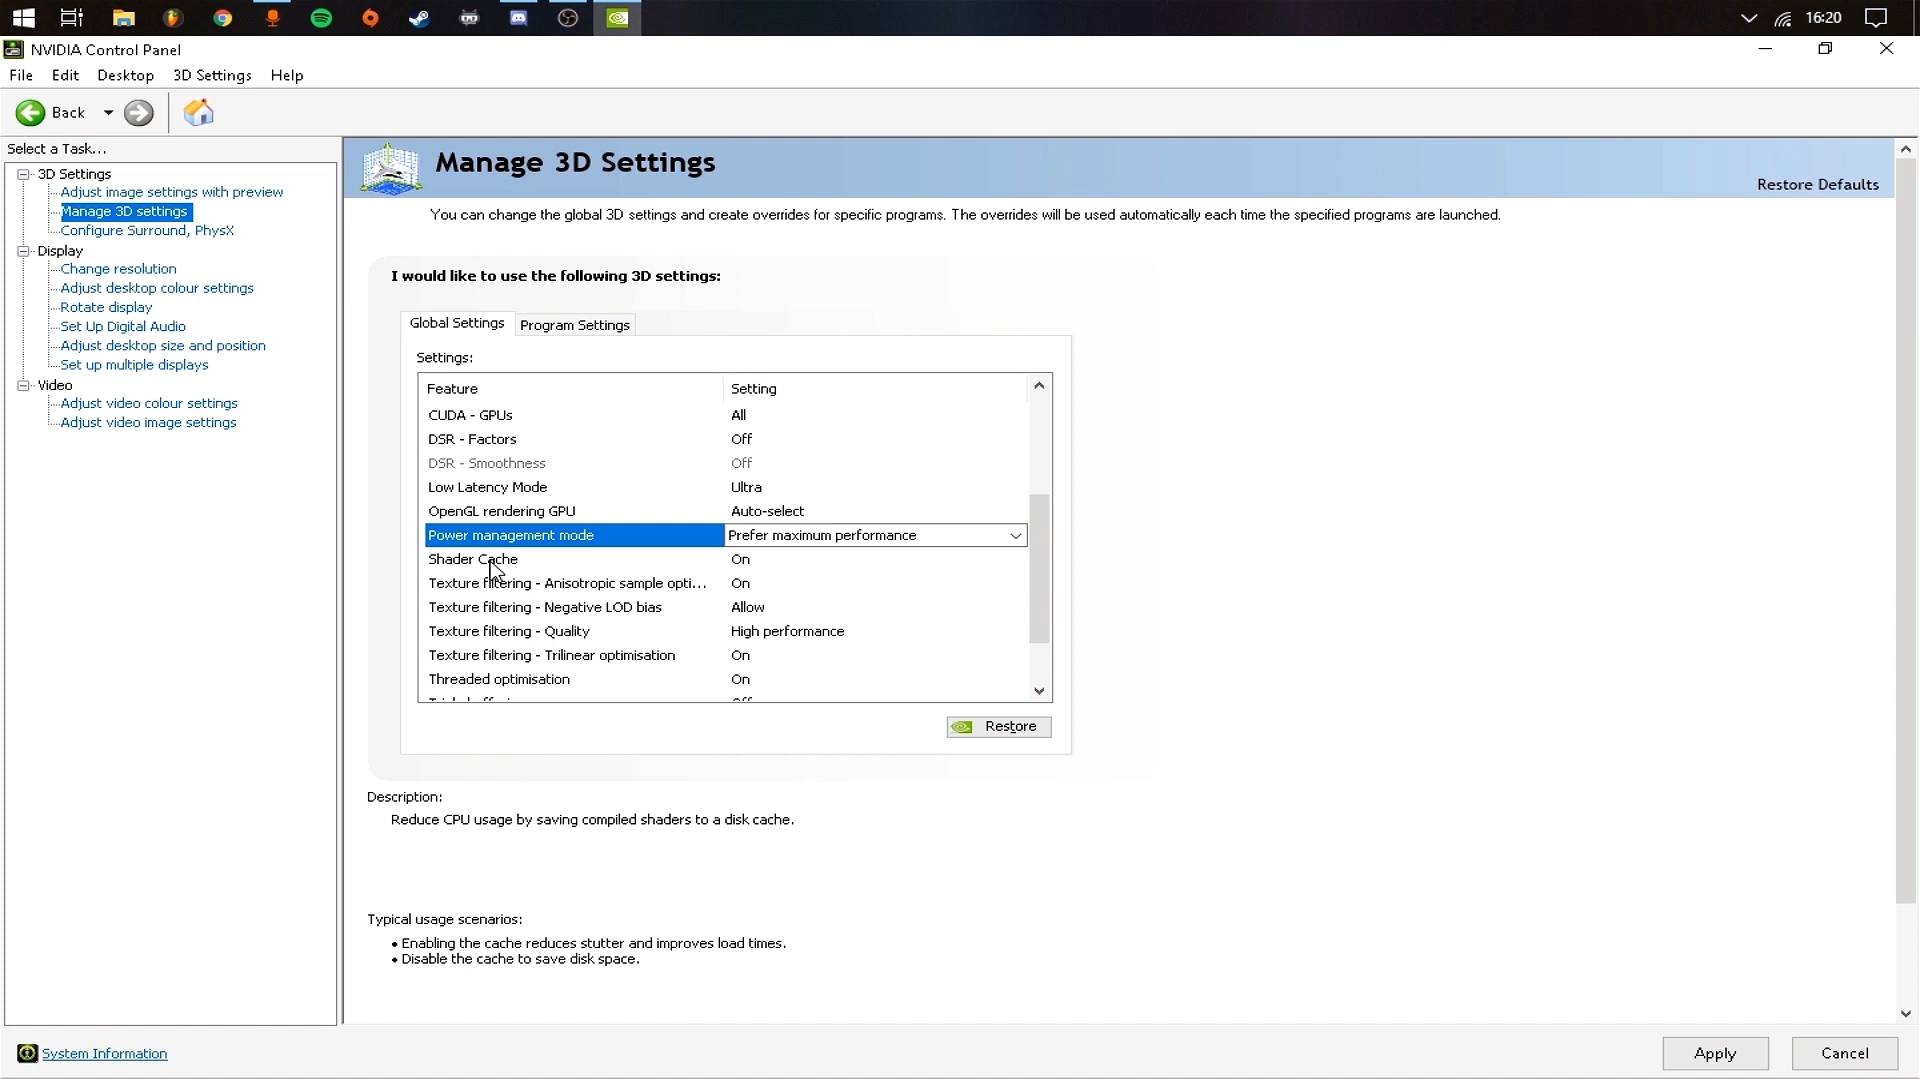 16:20
NVIDIA Control Panel
File Edit Desktop 3D Settings Help
Back
Select a Task...
3D Settings
Adjust image settings with preview
Manage 3D settings
Configure Surround, PhysX
Display
Change resolution
Adjust desktop colour settings
Rotate display
Set Up Digital Audio
Adjust desktop size and position
Set up multiple displays
Video
Adjust video colour settings
Adjust video image settings
Manage 3D Settings
Restore Defaults
You can change the global 3D settings and create overrides for specific programs. The overrides will be used automatically each time the specified programs are launched.
I would like to use the following 3D settings:
Global Settings Program Settings
Settings:
Feature Setting
CUDA - GPUs All
DSR - Factors Off
DSR - Smoothness Off
Low Latency Mode Ultra
OpenGL rendering GPU Auto-select
Power management mode Prefer maximum performance
Shader Cache On
Texture filtering - Anisotropic sample opti... On
Texture filtering - Negative LOD bias Allow
Texture filtering - Quality High performance
Texture filtering - Trilinear optimisation On
Threaded optimisation On
Restore
Description:
Reduce CPU usage by saving compiled shaders to a disk cache.
Typical usage scenarios:
• Enabling the cache reduces stutter and improves load times.
• Disable the cache to save disk space.
System Information
Apply Cancel